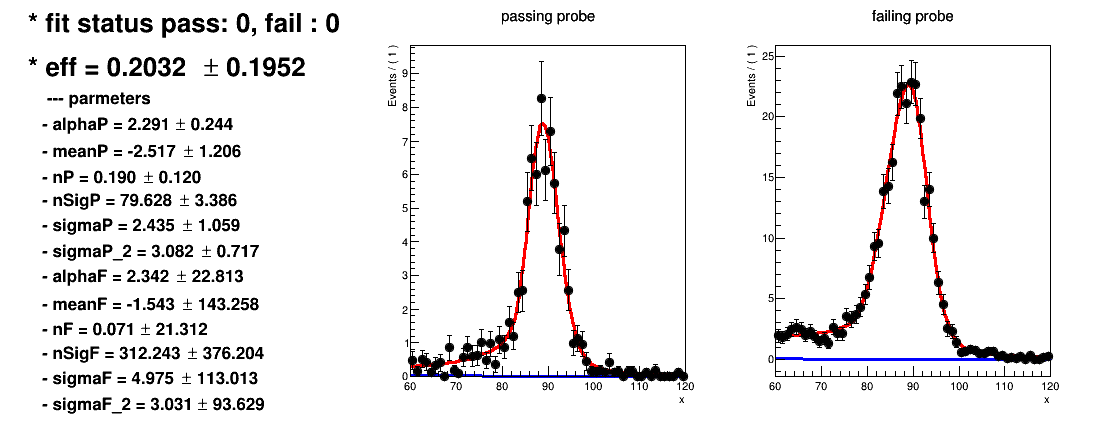 * fit status pass: 0, fail : 0
* eff = 0.2032 ± 0.1952
--- parmeters
- alphaP = 2.291 ± 0.244
- meanP = -2.517 ± 1.206
- nP = 0.190 ± 0.120
- nSigP = 79.628 ± 3.386
- sigmaP = 2.435 ± 1.059
- sigmaP_2 = 3.082 ± 0.717
- alphaF = 2.342 ± 22.813
- meanF = -1.543 ± 143.258
- nF = 0.071 ± 21.312
- nSigF = 312.243 ± 376.204
- sigmaF = 4.975 ± 113.013
- sigmaF_2 = 3.031 ± 93.629
passing probe
Events / ( 1 )
9
8
7
6
5
4
3
2
1
0
60 70 80 90 100 110 120
x
failing probe
Events / ( 1 )
25
20
15
10
5
0
60 70 80 90 100 110 120
x